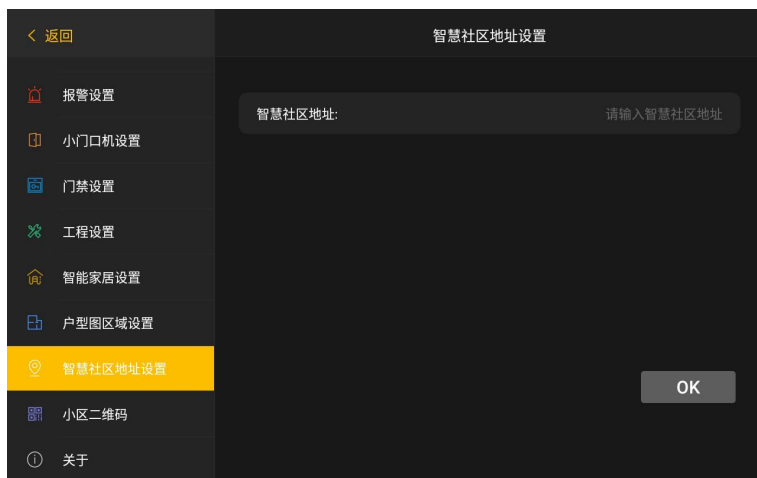 返回
智慧社区地址设置
报警设置
智慧社区地址:
请输入智慧社区地址
小门口机设置
门禁设置
工程设置
智能家居设置
户型图区域设置
智慧社区地址设置
OK
小区二维码
关于